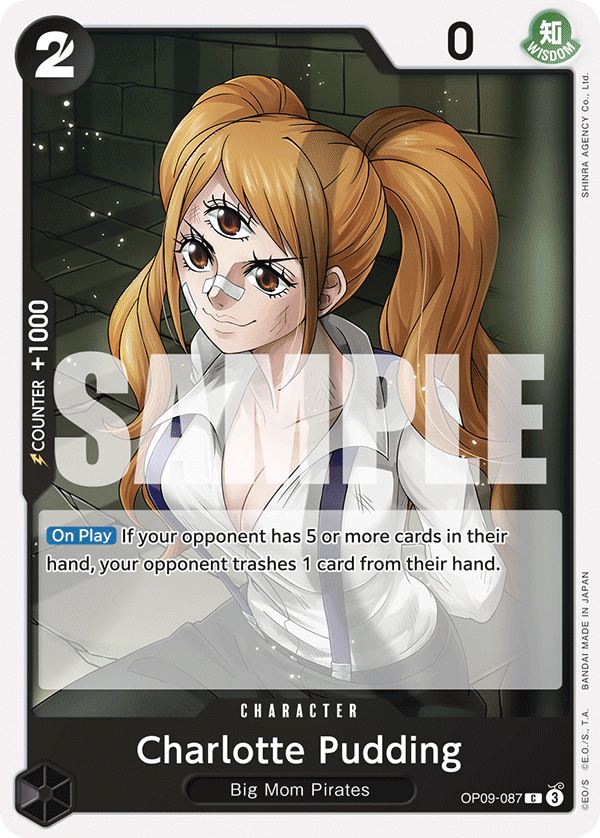 2
0
知
WISDOM
SHINRA AGENCY Co., Ltd.
COUNTER +1000
SAMPLE
On Play If your opponent has 5 or more cards in their
hand, your opponent trashes 1 card from their hand.
BANDAI MADE IN JAPAN
©E.O./S., T.A.
©EO/S
CHARACTER
Charlotte Pudding
Big Mom Pirates
OP09-087 C 3